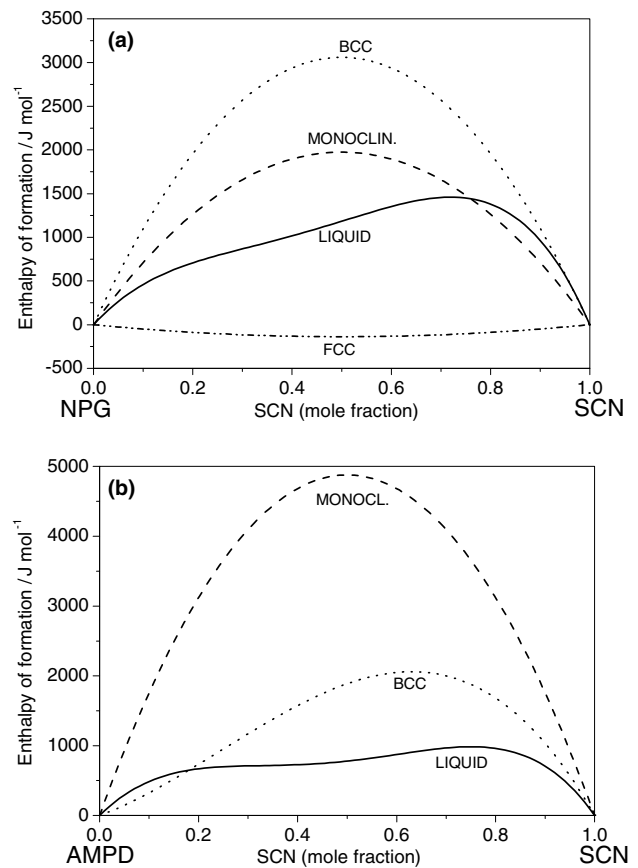 (a)
3500
3000
2500
2000
1500
1000
500
0
-500
Enthalpy of formation / J mol⁻¹
BCC
MONOCLIN.
LIQUID
FCC
0.0 0.2 0.4 0.6 0.8 1.0
NPG SCN (mole fraction) SCN
(b)
5000
4000
3000
2000
1000
0
Enthalpy of formation / J mol⁻¹
MONOCL.
BCC
LIQUID
0.0 0.2 0.4 0.6 0.8 1.0
AMPD SCN (mole fraction) SCN